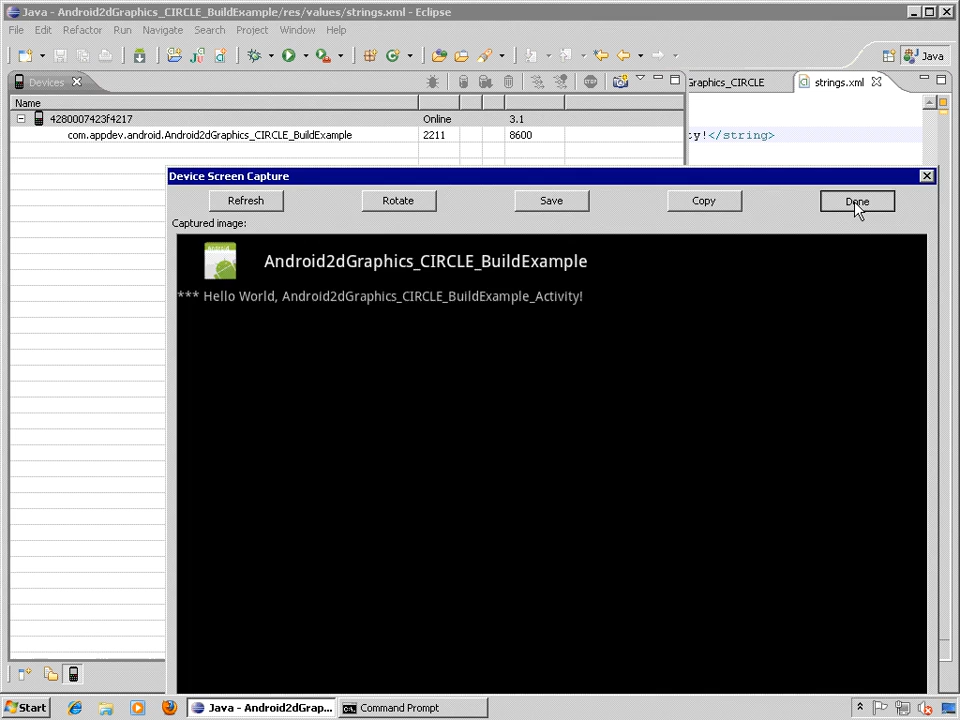 Java - Android2dGraphics_CIRCLE_BuildExample/res/values/strings.xml - Eclipse
File Edit Refactor Run Navigate Search Project Window Help
Java
Devices
Graphics_CIRCLE
strings.xml
Name
4280007423f4217 Online 3.1
com.appdev.android.Android2dGraphics_CIRCLE_BuildExample 2211 8600
ty!</string>
Device Screen Capture
Refresh Rotate Save Copy Done
Captured image:
Android
Android2dGraphics_CIRCLE_BuildExample
*** Hello World, Android2dGraphics_CIRCLE_BuildExample_Activity!
Start
Java - Android2dGrap...
Command Prompt